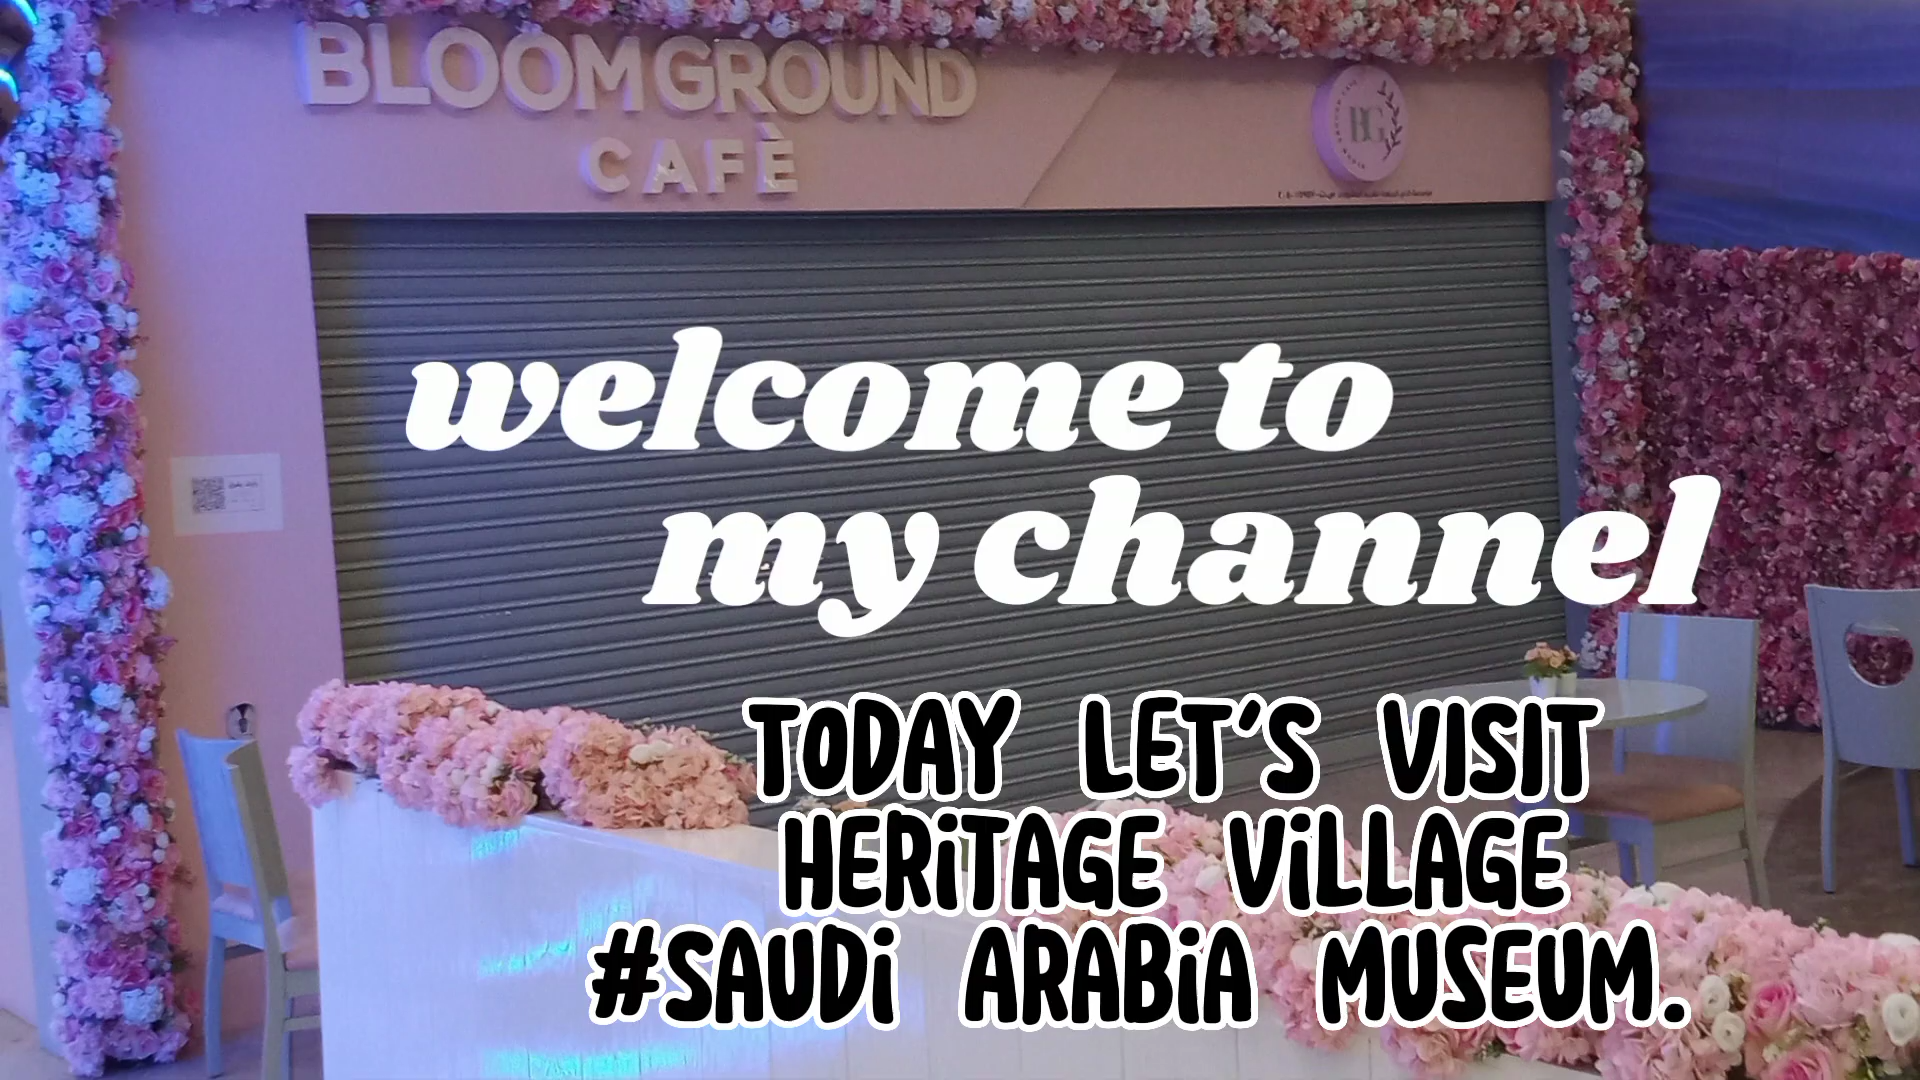 BLOOMGROUND
CAFÈ
BG
welcome to
my channel
TODAY LET'S VISIT
HERiTAGE ViLLAGE
#SAUDi ARABiA MUSEUM.